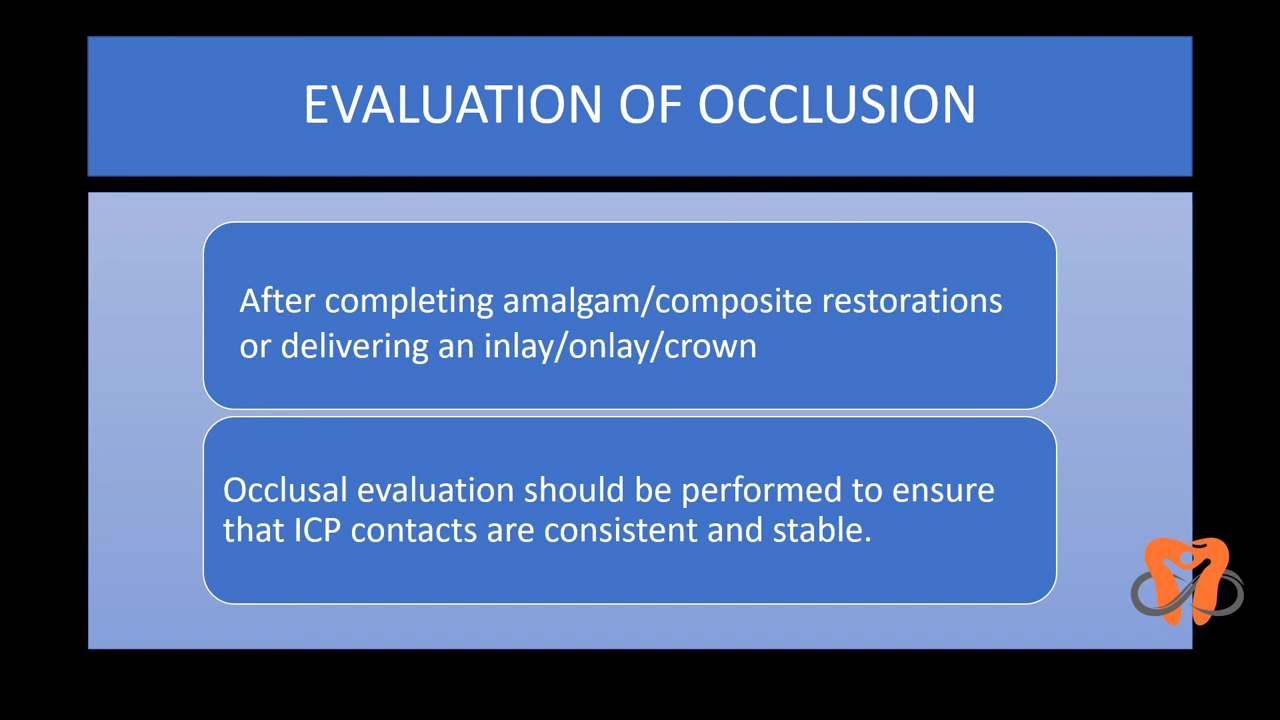 EVALUATION OF OCCLUSION
After completing amalgam/composite restorations
or delivering an inlay/onlay/crown
Occlusal evaluation should be performed to ensure
that ICP contacts are consistent and stable.